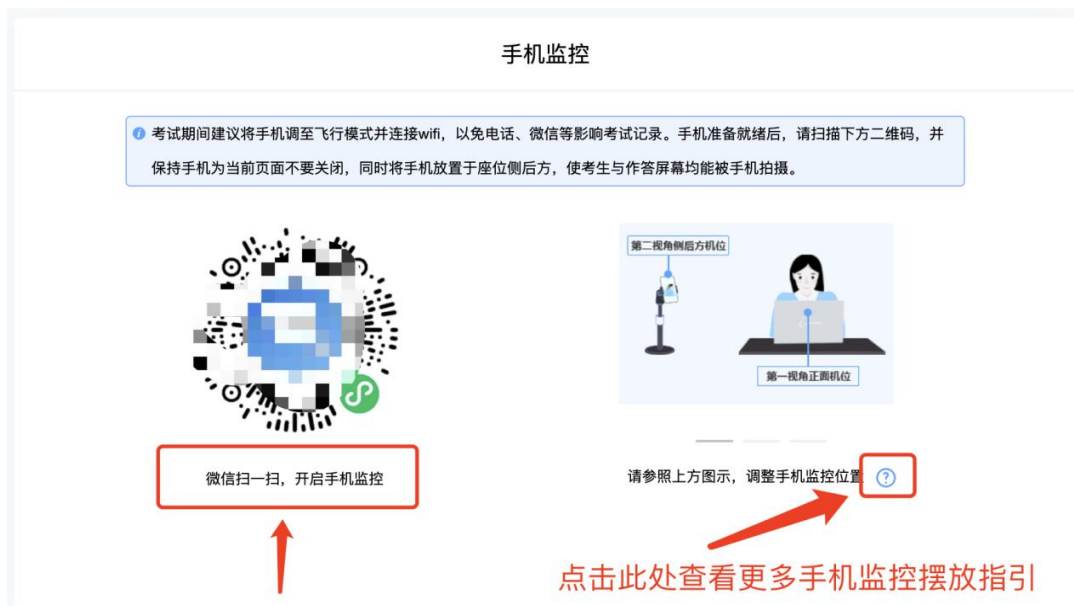 手机监控
考试期间建议将手机调至飞行模式并连接wifi，以免电话、微信等影响考试记录。手机准备就绪后，请扫描下方二维码，并
保持手机为当前页面不要关闭，同时将手机放置于座位侧后方，使考生与作答屏幕均能被手机拍摄。
第二视角侧后方机位
第一视角正面机位
微信扫一扫，开启手机监控
请参照上方图示，调整手机监控位置
点击此处查看更多手机监控摆放指引